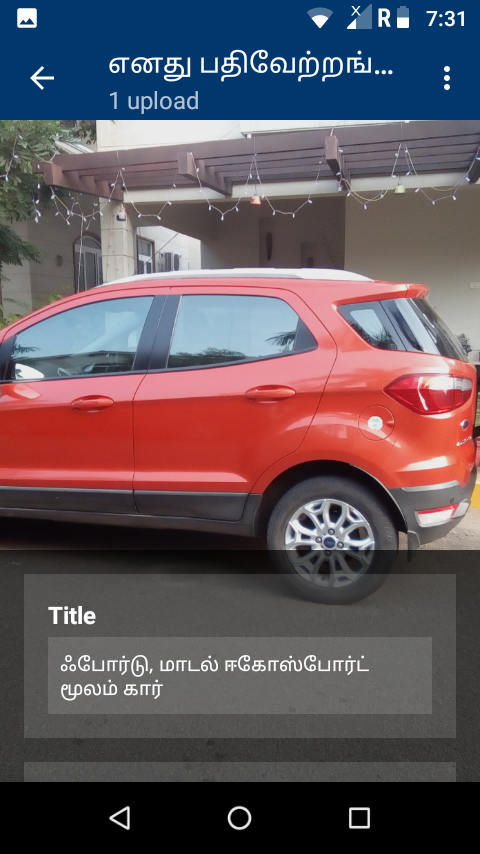 R 7:31
எனது பதிவேற்றங்...
1 upload
Title
ஃபோர்டு, மாடல் ஈகோஸ்போர்ட்
மூலம் கார்